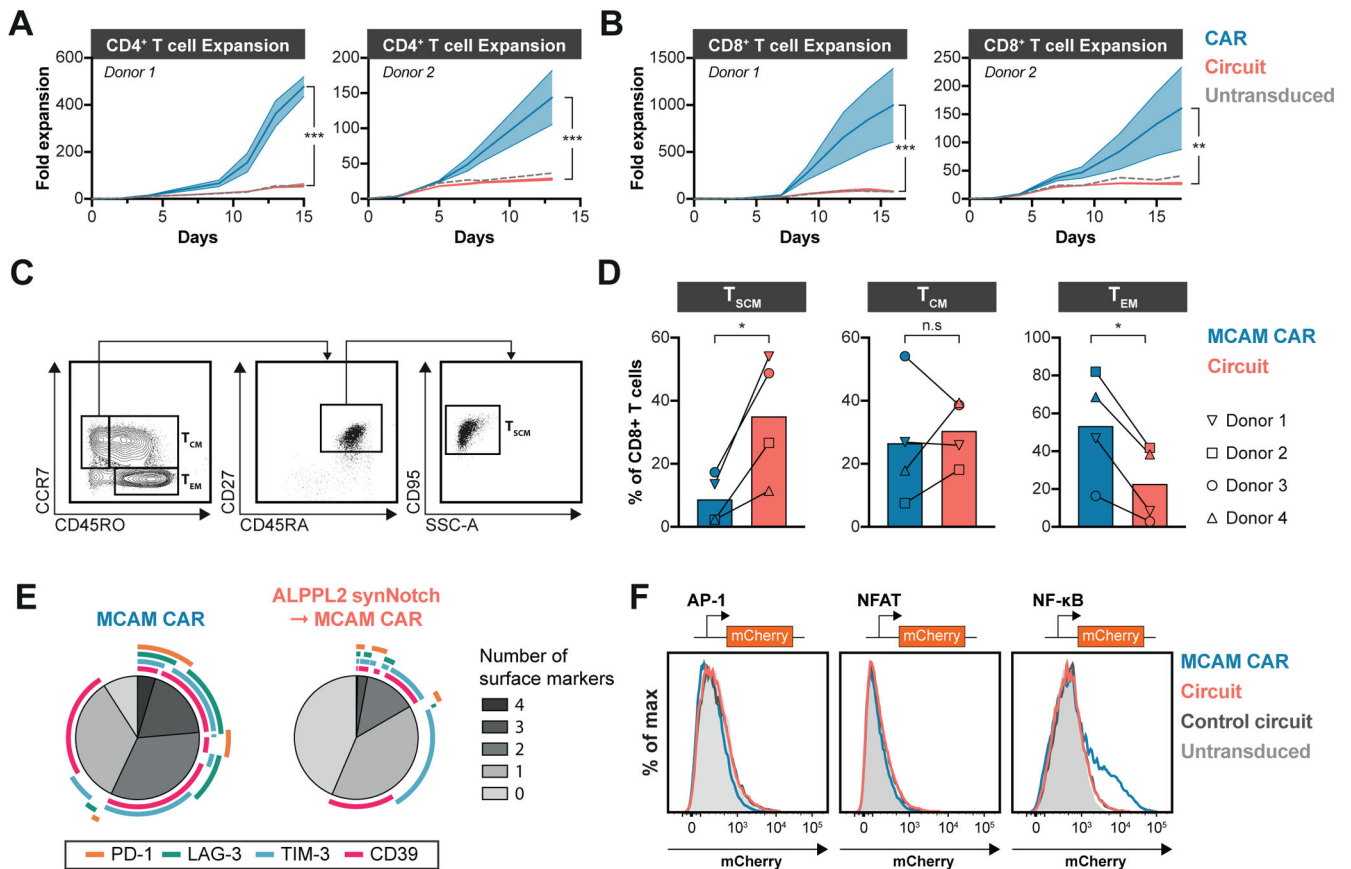 A
CD4⁺ T cell Expansion
Donor 1
Fold expansion
600
400
200
0
0 5 10 15
Days
***
CD4⁺ T cell Expansion
Donor 2
200
150
100
50
0
0 5 10 15
Days
***
B
CD8⁺ T cell Expansion
Donor 1
Fold expansion
1500
1000
500
0
0 5 10 15
Days
***
CD8⁺ T cell Expansion
Donor 2
250
200
150
100
50
0
0 5 10 15
Days
**
CAR
Circuit
Untransduced
C
CCR7
CD45RO
TCM
TEM
CD27
CD45RA
CD95
SSC-A
TSCM
D
% of CD8+ T cells
TSCM
60
40
20
0
*
TCM
60
40
20
0
n.s
TEM
100
80
60
40
20
0
*
MCAM CAR
Circuit
Donor 1
Donor 2
Donor 3
Donor 4
E
MCAM CAR
ALPPL2 synNotch
→ MCAM CAR
Number of
surface markers
4
3
2
1
0
PD-1 LAG-3 TIM-3 CD39
F
AP-1
mCherry
NFAT
mCherry
NF-κB
mCherry
% of max
0 10³ 10⁵
mCherry
0 10³ 10⁴ 10⁵
mCherry
0 10³ 10⁴ 10⁵
mCherry
MCAM CAR
Circuit
Control circuit
Untransduced